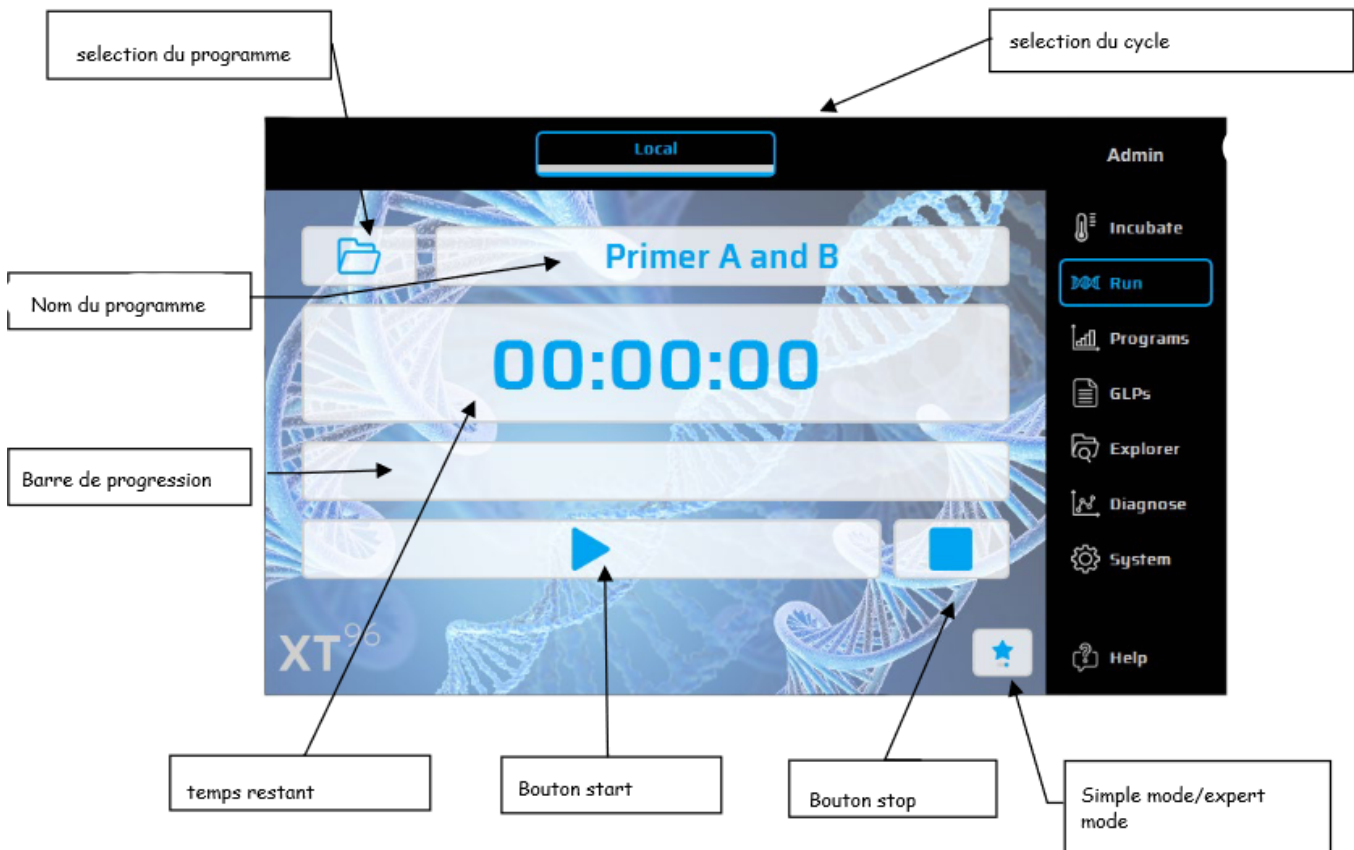 selection du programme
selection du cycle
Local
Admin
Primer A and B
Incubate
Run
Nom du programme
Programs
00:00:00
GLPs
Explorer
Barre de progression
Diagnose
System
XT96
Help
temps restant
Bouton start
Bouton stop
Simple mode/expert
mode